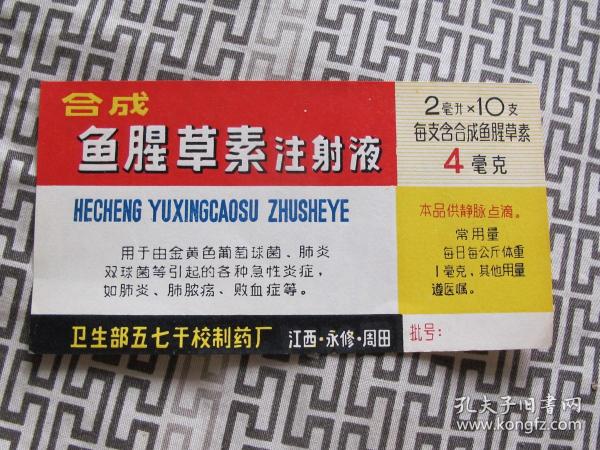 合成
鱼腥草素注射液
HECHENG YUXINGCAOSU ZHUSHEYE
用于由金黄色葡萄球菌、肺炎
双球菌等引起的各种急性炎症，
如肺炎、肺脓疡、败血症等。
卫生部五七干校制药厂 江西·永修·周田
2毫升×10支
每支含合成鱼腥草素
4毫克
本品供静脉点滴。
常用量
每日每公斤体重
1毫克，其他用量
遵医嘱。
批号：
孔夫子旧书网
www.kongfz.com